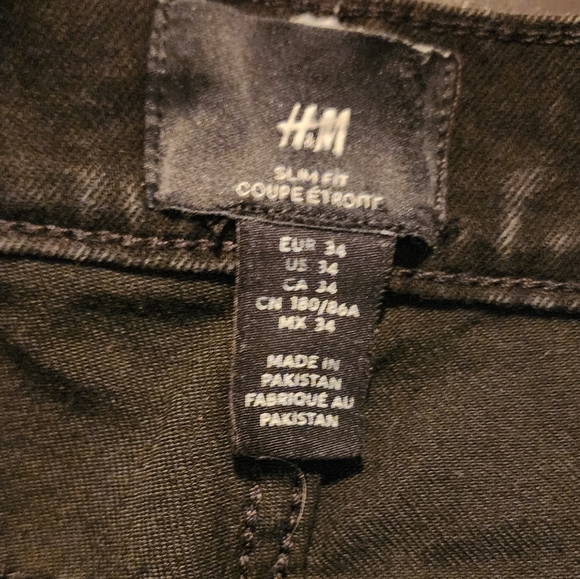 H&M
SLIM FIT
COUPE ÉTROITE
EUR 34
US 34
CA 34
CN 180/86A
MX 34
MADE IN
PAKISTAN
FABRIQUÉ AU
PAKISTAN